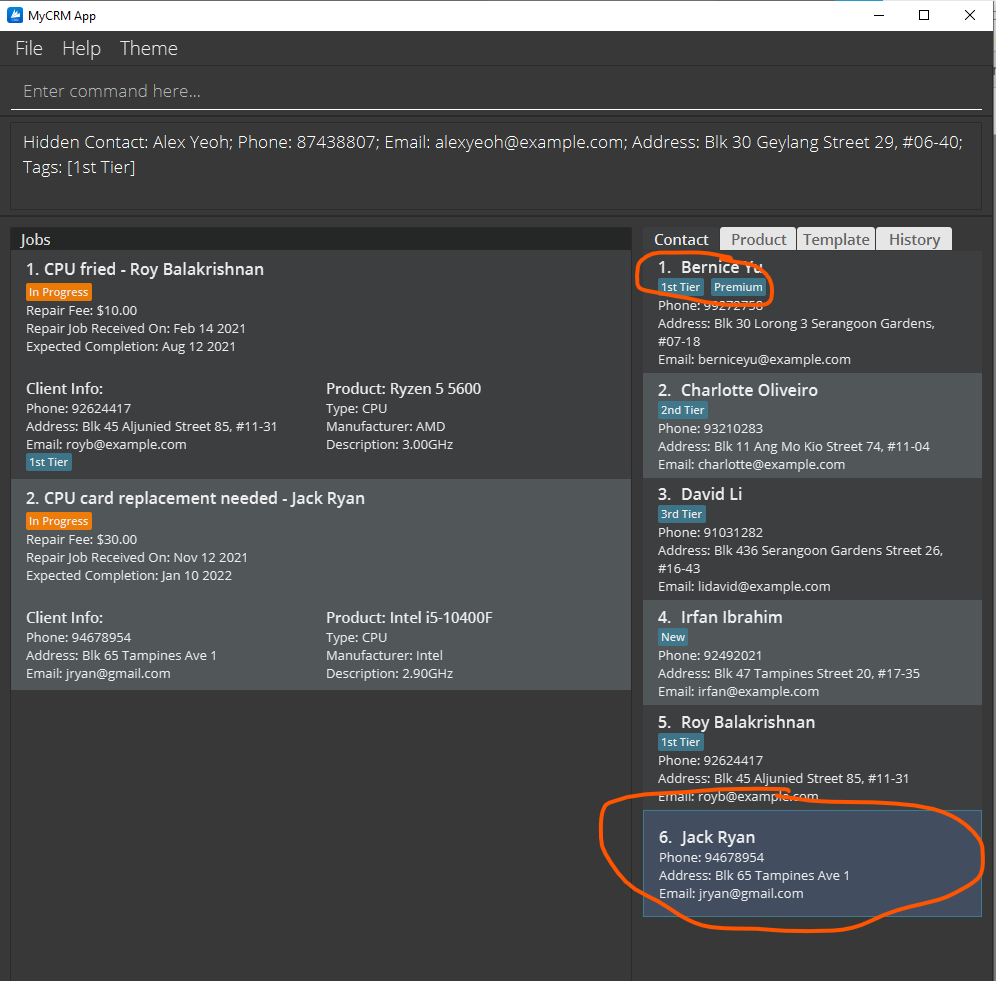 MyCRM App
File Help Theme
Enter command here...
Hidden Contact: Alex Yeoh; Phone: 87438807; Email: alexyeoh@example.com; Address: Blk 30 Geylang Street 29, #06-40;
Tags: [1st Tier]
Jobs
1. CPU fried - Roy Balakrishnan
In Progress
Repair Fee: $10.00
Repair Job Received On: Feb 14 2021
Expected Completion: Aug 12 2021
Client Info:
Phone: 92624417
Address: Blk 45 Aljunied Street 85, #11-31
Email: royb@example.com
1st Tier
Product: Ryzen 5 5600
Type: CPU
Manufacturer: AMD
Description: 3.00GHz
2. CPU card replacement needed - Jack Ryan
In Progress
Repair Fee: $30.00
Repair Job Received On: Nov 12 2021
Expected Completion: Jan 10 2022
Client Info:
Phone: 94678954
Address: Blk 65 Tampines Ave 1
Email: jryan@gmail.com
Product: Intel i5-10400F
Type: CPU
Manufacturer: Intel
Description: 2.90GHz
Contact Product Template History
1. Bernice Yu
1st Tier Premium
Phone: 99272758
Address: Blk 30 Lorong 3 Serangoon Gardens,
#07-18
Email: berniceyu@example.com
2. Charlotte Oliveiro
2nd Tier
Phone: 93210283
Address: Blk 11 Ang Mo Kio Street 74, #11-04
Email: charlotte@example.com
3. David Li
3rd Tier
Phone: 91031282
Address: Blk 436 Serangoon Gardens Street 26,
#16-43
Email: lidavid@example.com
4. Irfan Ibrahim
New
Phone: 92492021
Address: Blk 47 Tampines Street 20, #17-35
Email: irfan@example.com
5. Roy Balakrishnan
1st Tier
Phone: 92624417
Address: Blk 45 Aljunied Street 85, #11-31
Email: royb@example.com
6. Jack Ryan
Phone: 94678954
Address: Blk 65 Tampines Ave 1
Email: jryan@gmail.com